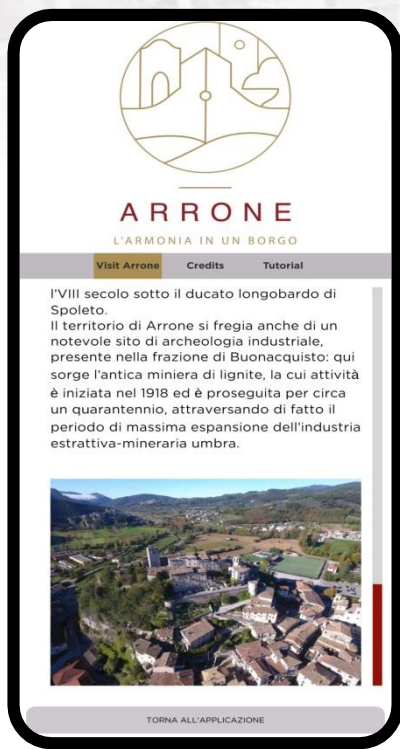 ARRONE
L'ARMONIA IN UN BORGO
Visit Arrone Credits Tutorial
l'VIII secolo sotto il ducato longobardo di
Spoleto.
Il territorio di Arrone si fregia anche di un
notevole sito di archeologia industriale,
presente nella frazione di Buonacquisto: qui
sorge l'antica miniera di lignite, la cui attività
è iniziata nel 1918 ed è proseguita per circa
un quarantennio, attraversando di fatto il
periodo di massima espansione dell'industria
estrattiva-mineraria umbra.
TORNA ALL'APPLICAZIONE